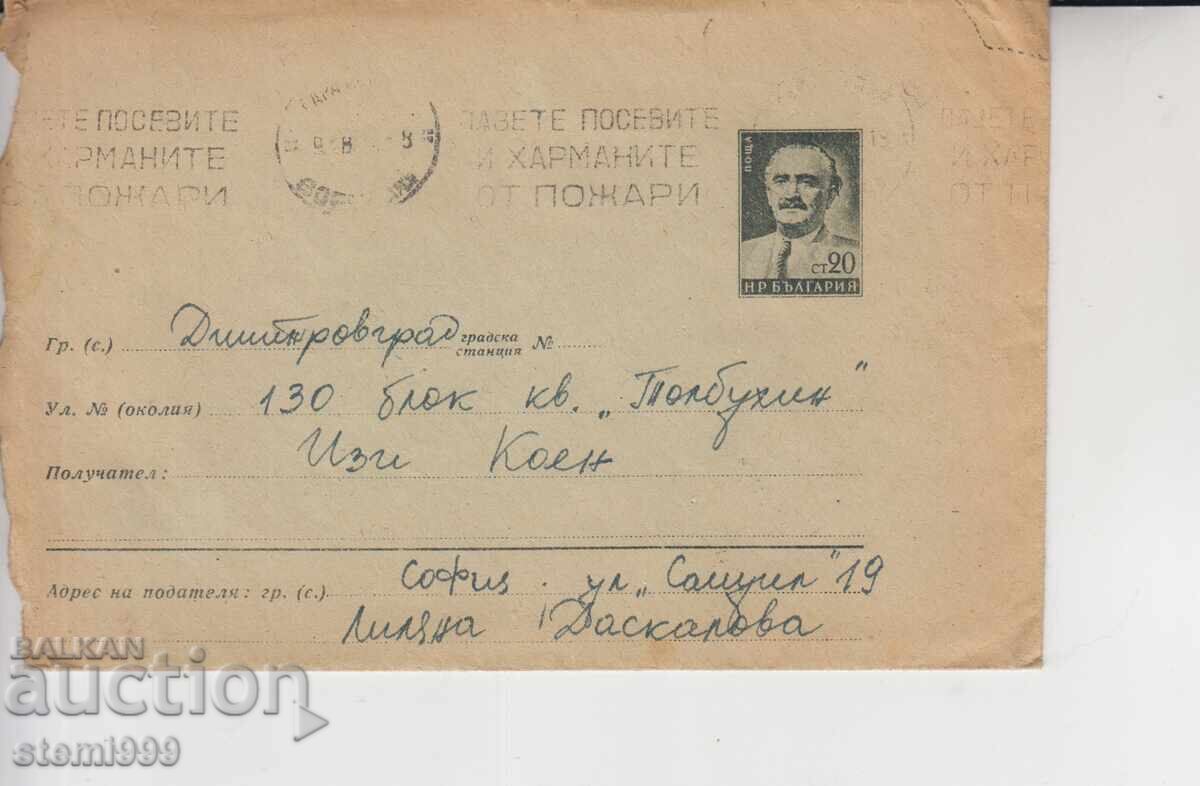 ПАЗЕТЕ ПОСЕВИТЕ
И ХАРМАНИТЕ
ОТ ПОЖАРИ
ПОЩА
СТ 20
НР БЪЛГАРИЯ
Гр. (с.) Димитровград градска станция №
Ул. № (околия) 130 блок кв. „Толбухин"
Получател: Изи Коен
Адрес на подателя: гр. (с.) София. ул „Самуил" 19
Лиляна Даскалова
BALKAN
auction
stemi999